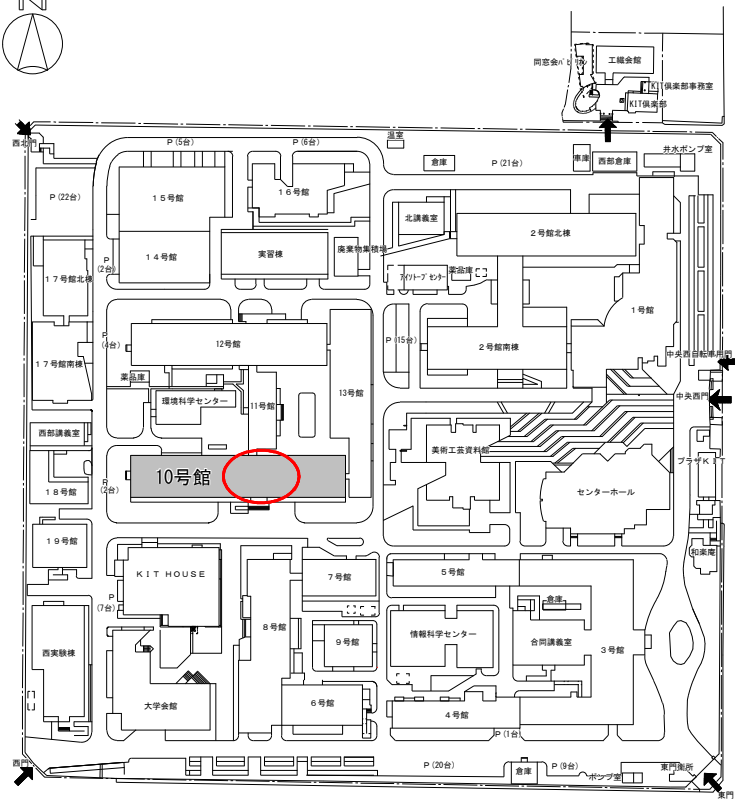 N
同窓会パビリオン
工繊会館
KIT倶楽部事務室
KIT倶楽部
西北門
P(5台)
P(6台)
温室
倉庫
P(21台)
車庫
西部倉庫
井水ポンプ室
P(22台)
15号館
16号館
北講義室
2号館北棟
P
(2台)
14号館
実習棟
廃棄物集積場
17号館北棟
アイソトープセンター
薬品庫
1号館
P
(4台)
12号館
P(15台)
2号館南棟
17号館南棟
中央西自転車用門
薬品庫
環境科学センター
11号館
13号館
中央西門
西部講義室
美術工芸資料館
プラザKIT
10号館
18号館
P
(2台)
センターホール
19号館
和楽庵
KIT HOUSE
7号館
5号館
P
(7台)
倉庫
8号館
9号館
情報科学センター
合同講義室
3号館
西実験棟
大学会館
6号館
4号館
P(1台)
西門
P(20台)
倉庫
P(9台)
ポンプ室
東門衛所
東門